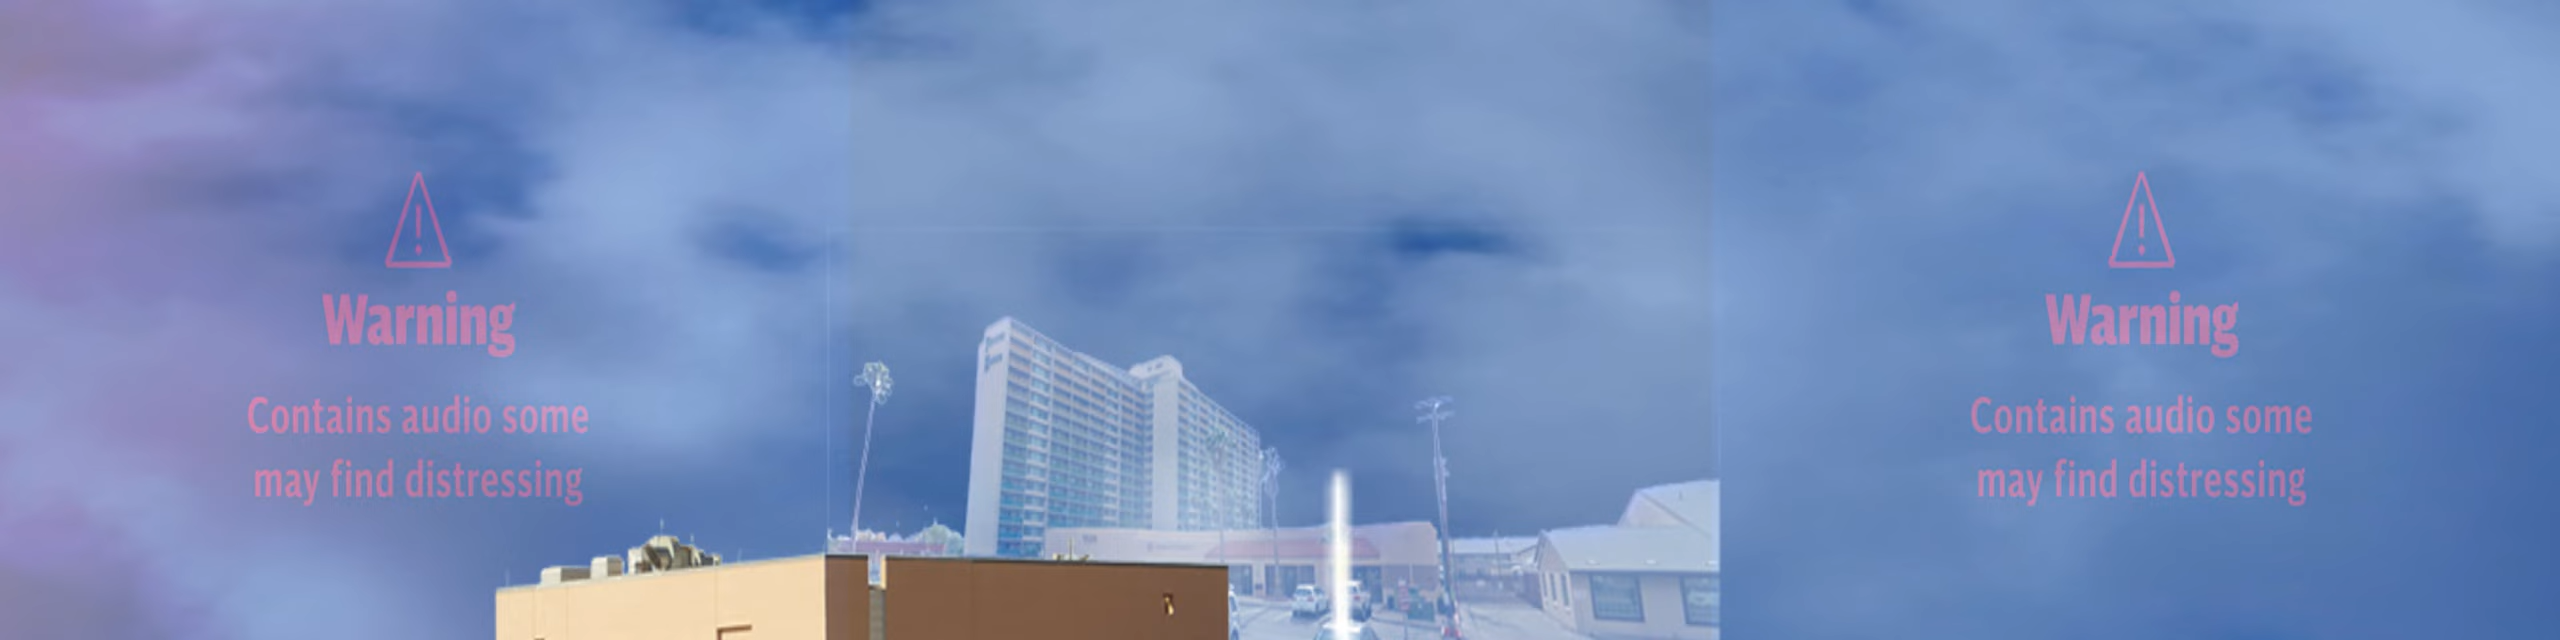 Warning
Contains audio some
may find distressing
Warning
Contains audio some
may find distressing